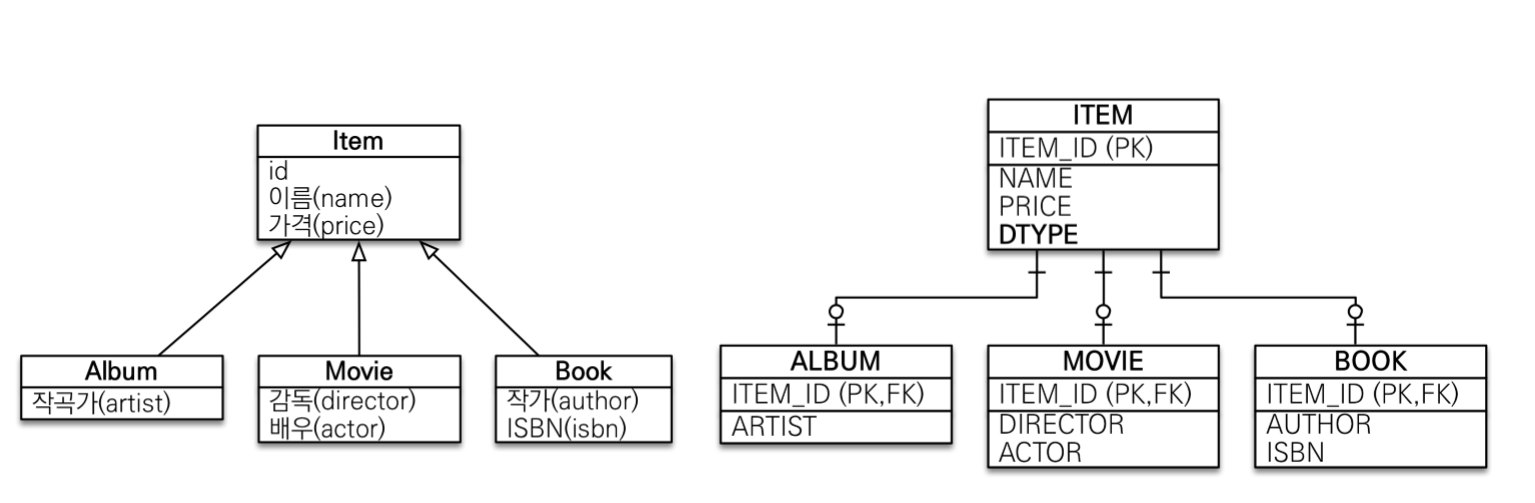 Item
id
이름(name)
가격(price)
Album
작곡가(artist)
Movie
감독(director)
배우(actor)
Book
작가(author)
ISBN(isbn)
ITEM
ITEM_ID (PK)
NAME
PRICE
DTYPE
ALBUM
ITEM_ID (PK,FK)
ARTIST
MOVIE
ITEM_ID (PK,FK)
DIRECTOR
ACTOR
BOOK
ITEM_ID (PK,FK)
AUTHOR
ISBN